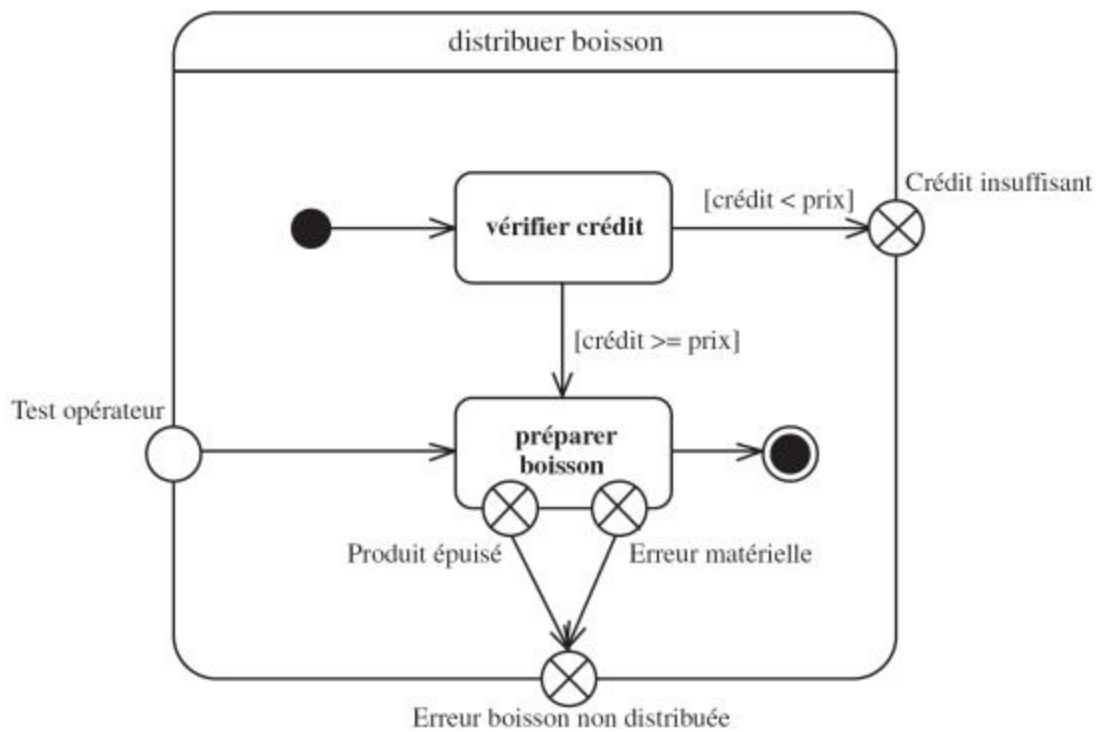 distribuer boisson
Crédit insuffisant
[crédit < prix]
vérifier crédit
[crédit >= prix]
Test opérateur
préparer
boisson
Produit épuisé
Erreur matérielle
Erreur boisson non distribuée